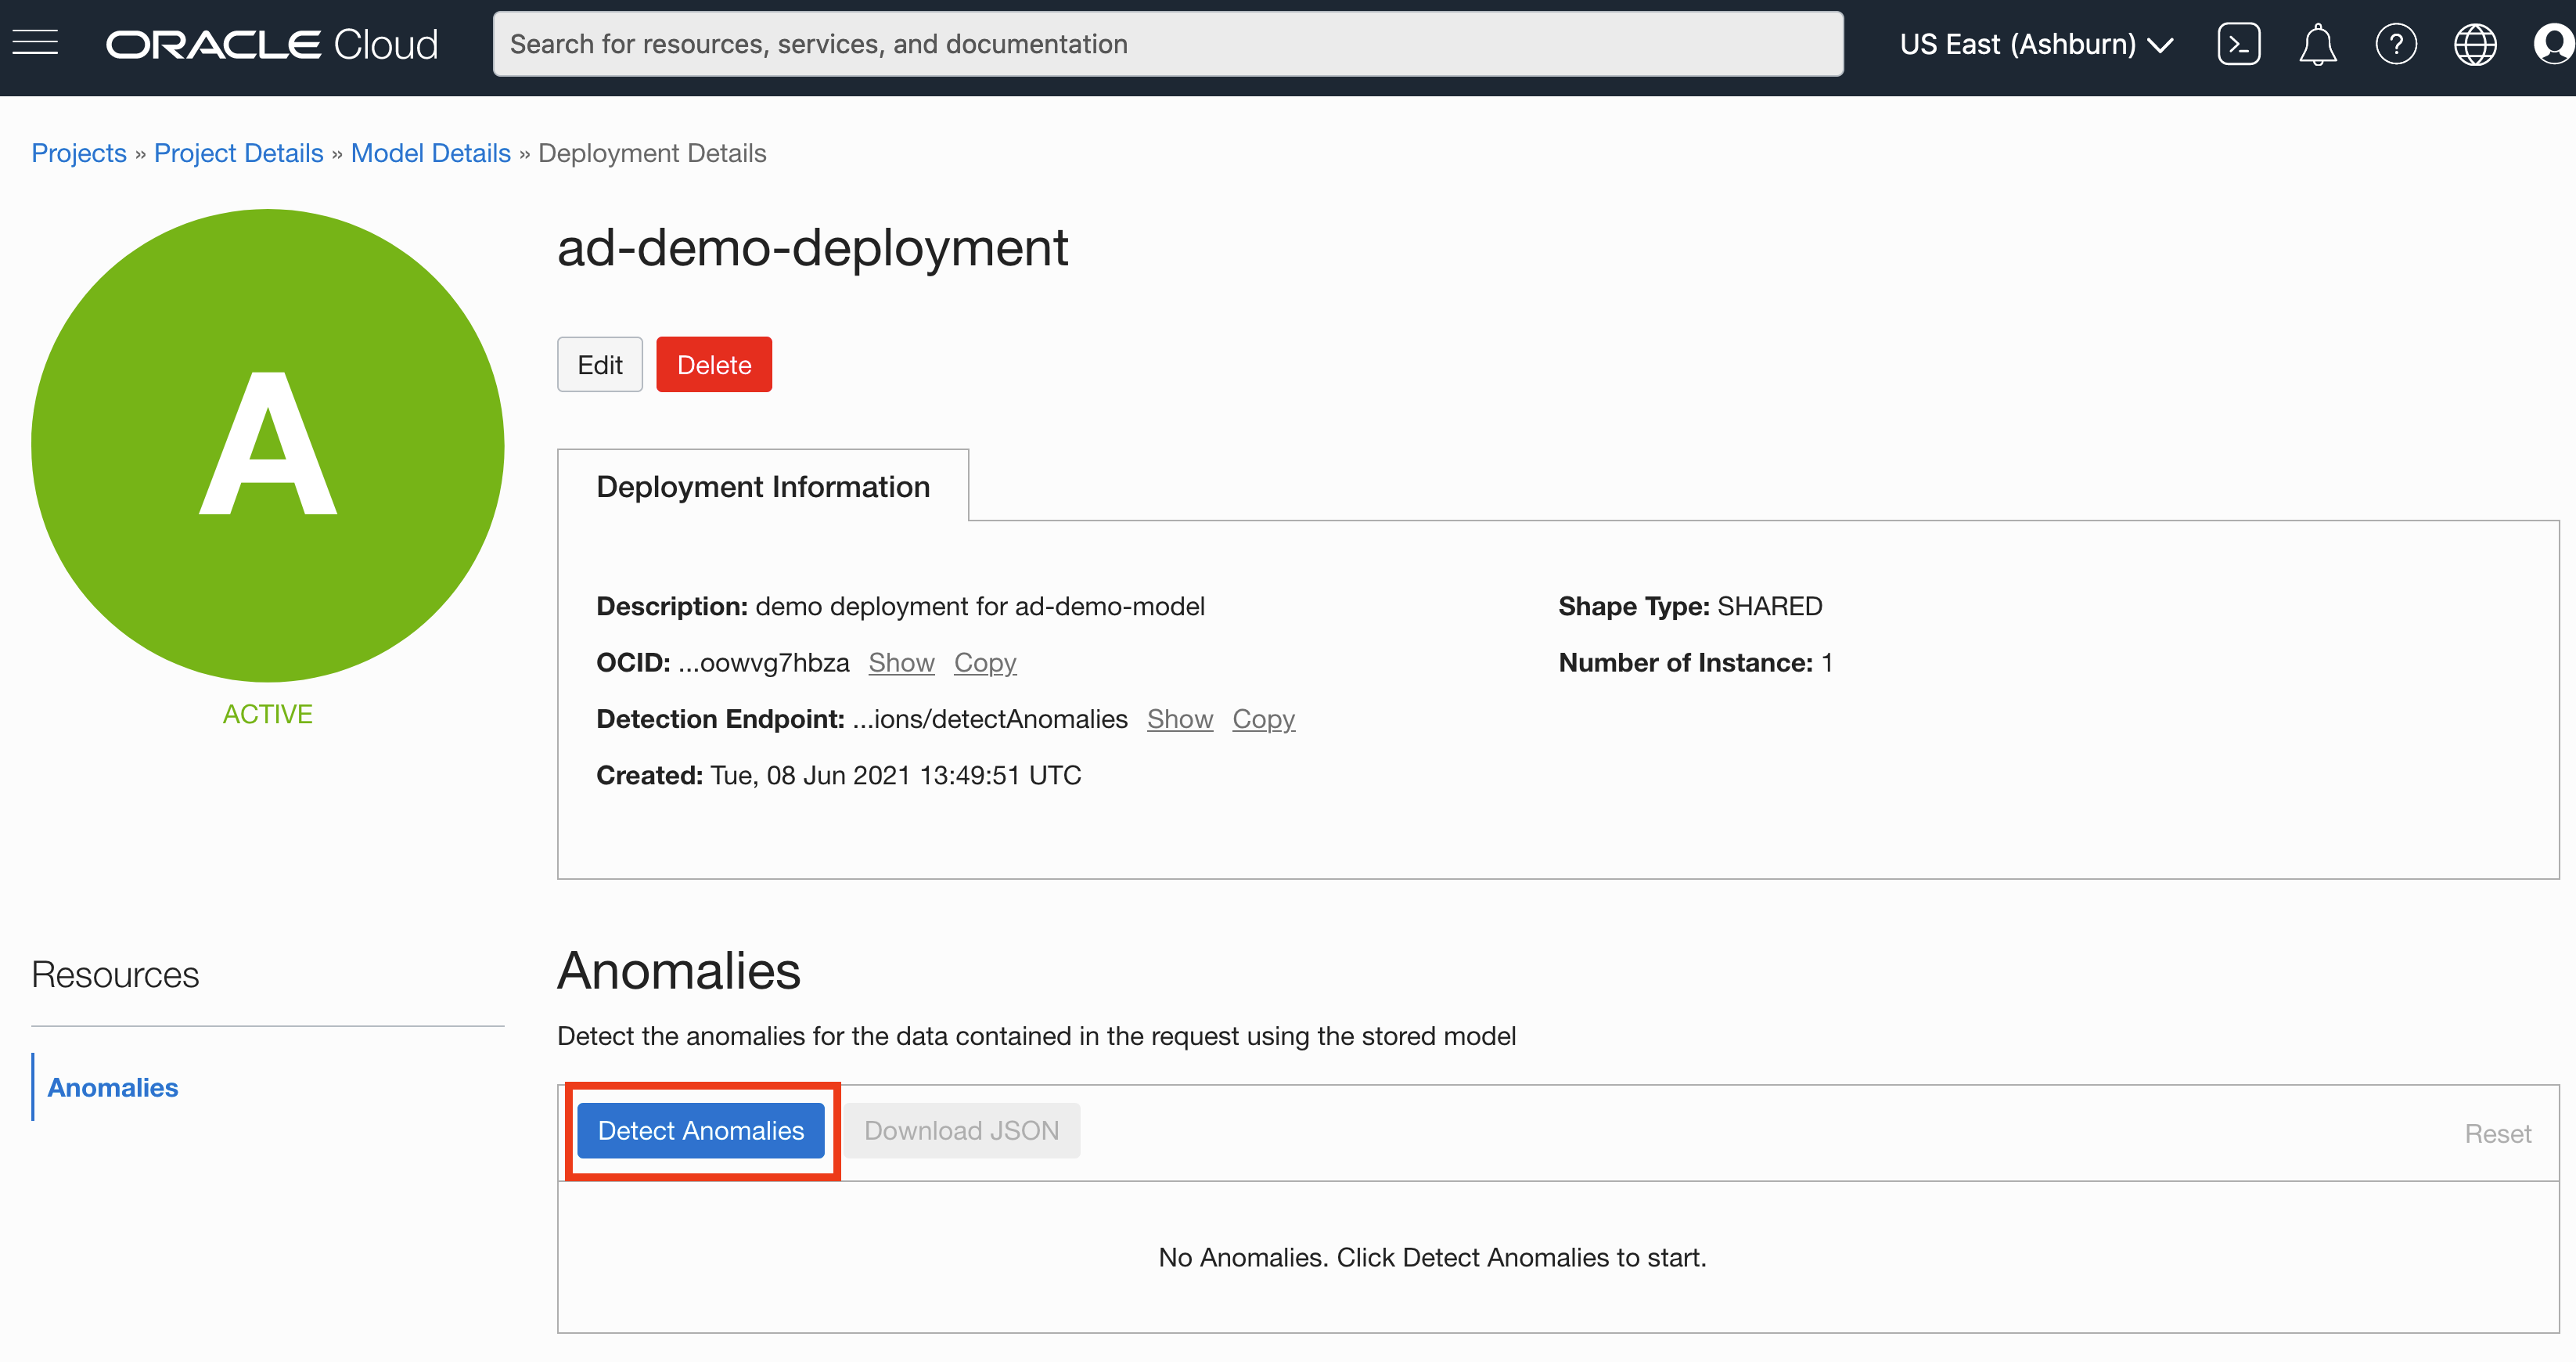 ORACLE Cloud
Search for resources, services, and documentation
US East (Ashburn)
Projects » Project Details » Model Details » Deployment Details
A
ACTIVE
ad-demo-deployment
Edit
Delete
Deployment Information
Description: demo deployment for ad-demo-model
OCID: ...oowvg7hbza Show Copy
Detection Endpoint: ...ions/detectAnomalies Show Copy
Created: Tue, 08 Jun 2021 13:49:51 UTC
Shape Type: SHARED
Number of Instance: 1
Resources
Anomalies
Anomalies
Detect the anomalies for the data contained in the request using the stored model
Detect Anomalies
Download JSON
Reset
No Anomalies. Click Detect Anomalies to start.